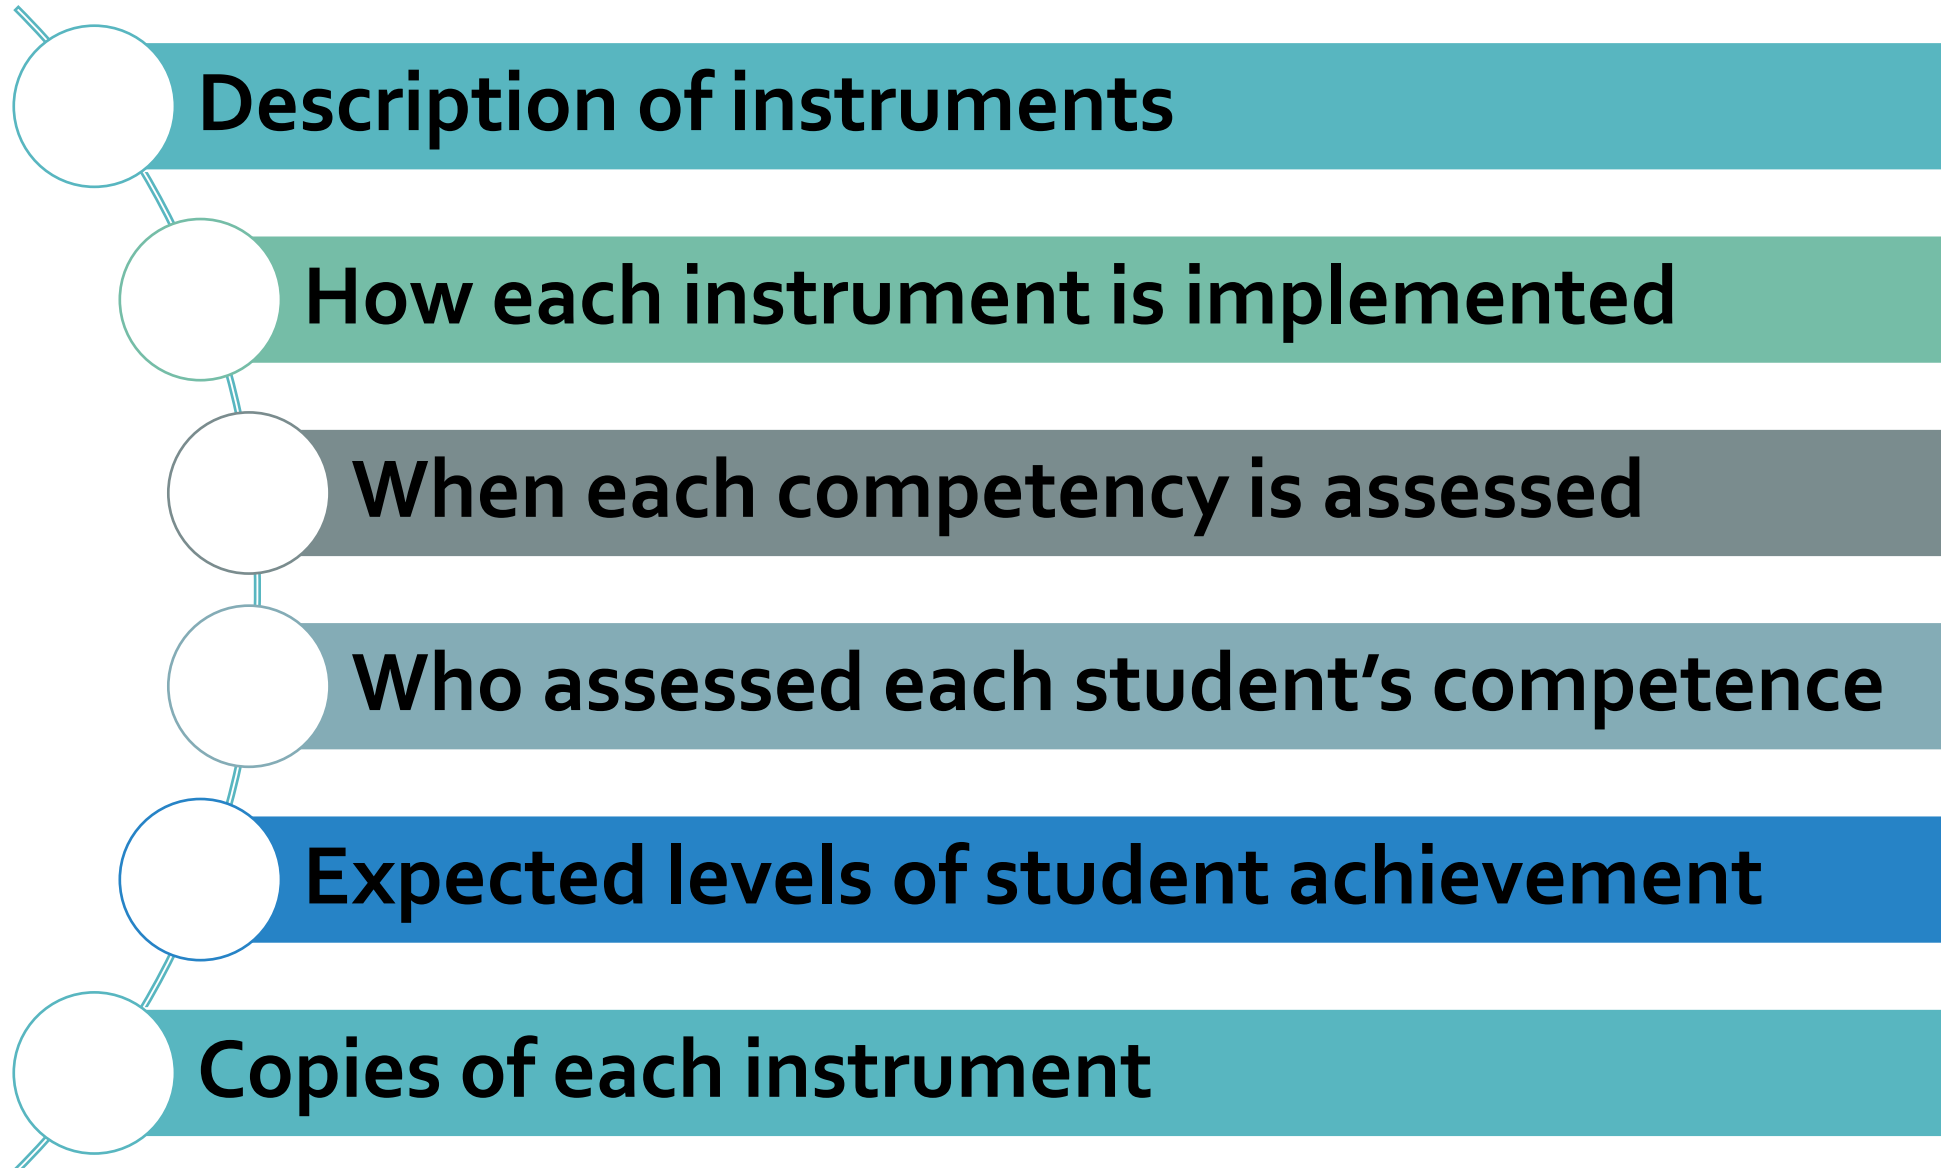 Description of instruments
How each instrument is implemented
When each competency is assessed
Who assessed each student’s competence
Expected levels of student achievement
Copies of each instrument